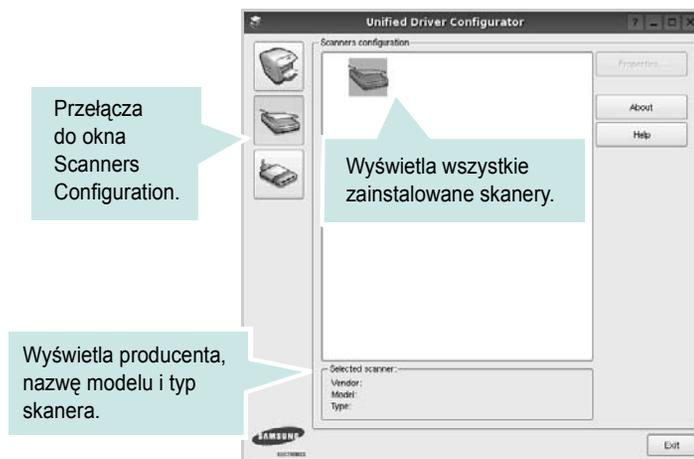 Unified Driver Configurator
Scanners configuration
Properties...
About
Help
Przełącza
do okna
Scanners
Configuration.
Wyświetla wszystkie
zainstalowane skanery.
Wyświetla producenta,
nazwę modelu i typ
skanera.
Selected scanner:
Vendor:
Model:
Type:
SAMSUNG
ELECTRONICS
Exit